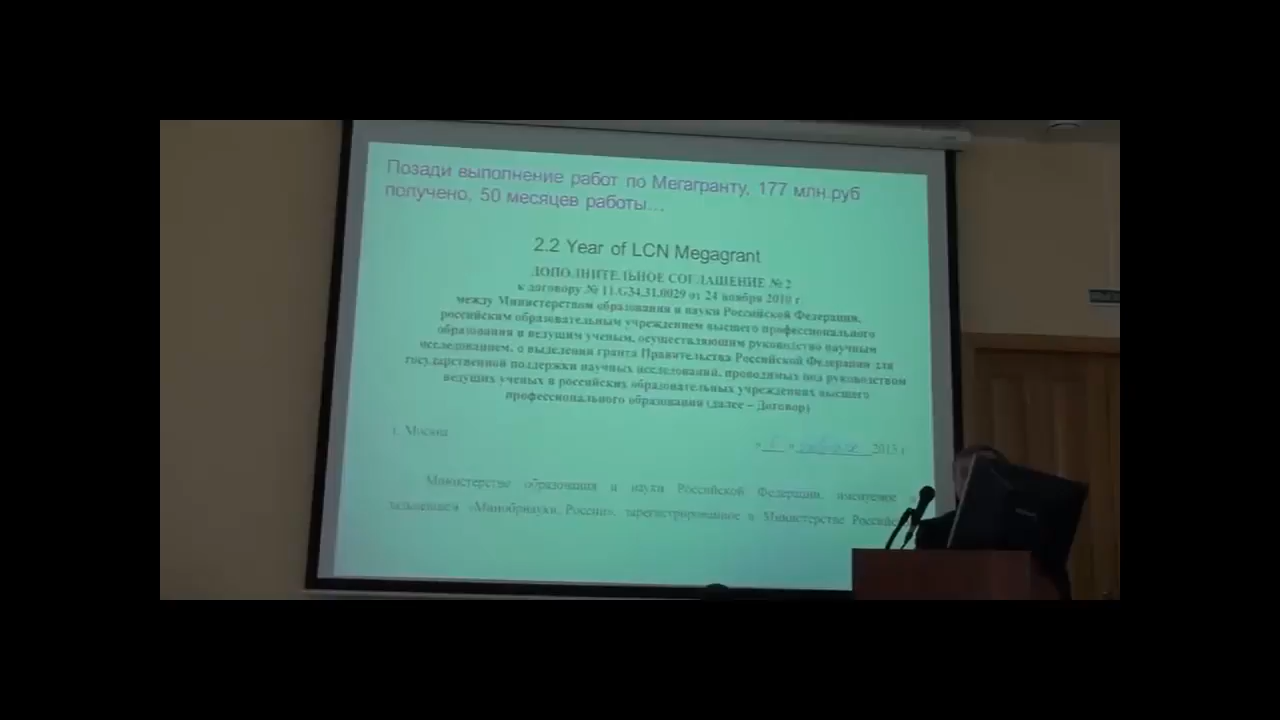 Позади выполнение работ по Мегагранту, 177 млн.руб
получено, 50 месяцев работы...
2.2 Year of LCN Megagrant
ДОПОЛНИТЕЛЬНОЕ СОГЛАШЕНИЕ № 2
к договору № 11.G34.31.0029 от 24 ноября 2010 г.
между Министерством образования и науки Российской Федерации,
российским образовательным учреждением высшего профессионального
образования и ведущим ученым, осуществляющим руководство научным
исследованием, о выделении гранта Правительства Российской Федерации для
государственной поддержки научных исследований, проводимых под руководством
ведущих ученых в российских образовательных учреждениях высшего
профессионального образования (далее – Договор)
г. Москва
2013 г.
Министерство образования и науки Российской Федерации, именуемое в
дальнейшем «Минобрнауки России», зарегистрированное в Министерстве